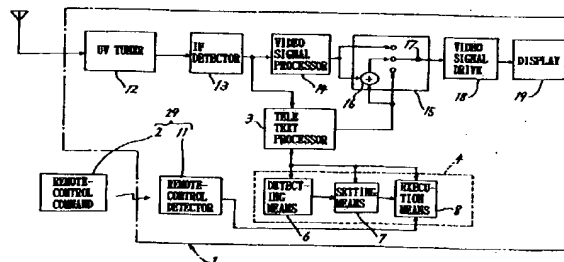 UV TUNER
12
IF
DETECTOR
13
VIDEO
SIGNAL
PROCESSOR
14
17
16
15
VIDEO
SIGNAL
DRIVE
18
DISPLAY
19
3
TELE
TEXT
PROCESSOR
29
2 11
REMOTE-
CONTROL
COMMAND
REMOTE-
CONTROL
DETECTOR
4
DETECT-
ING
MEANS
6
SETTING
MEANS
7
EXECU-
TION
MEANS
8
1